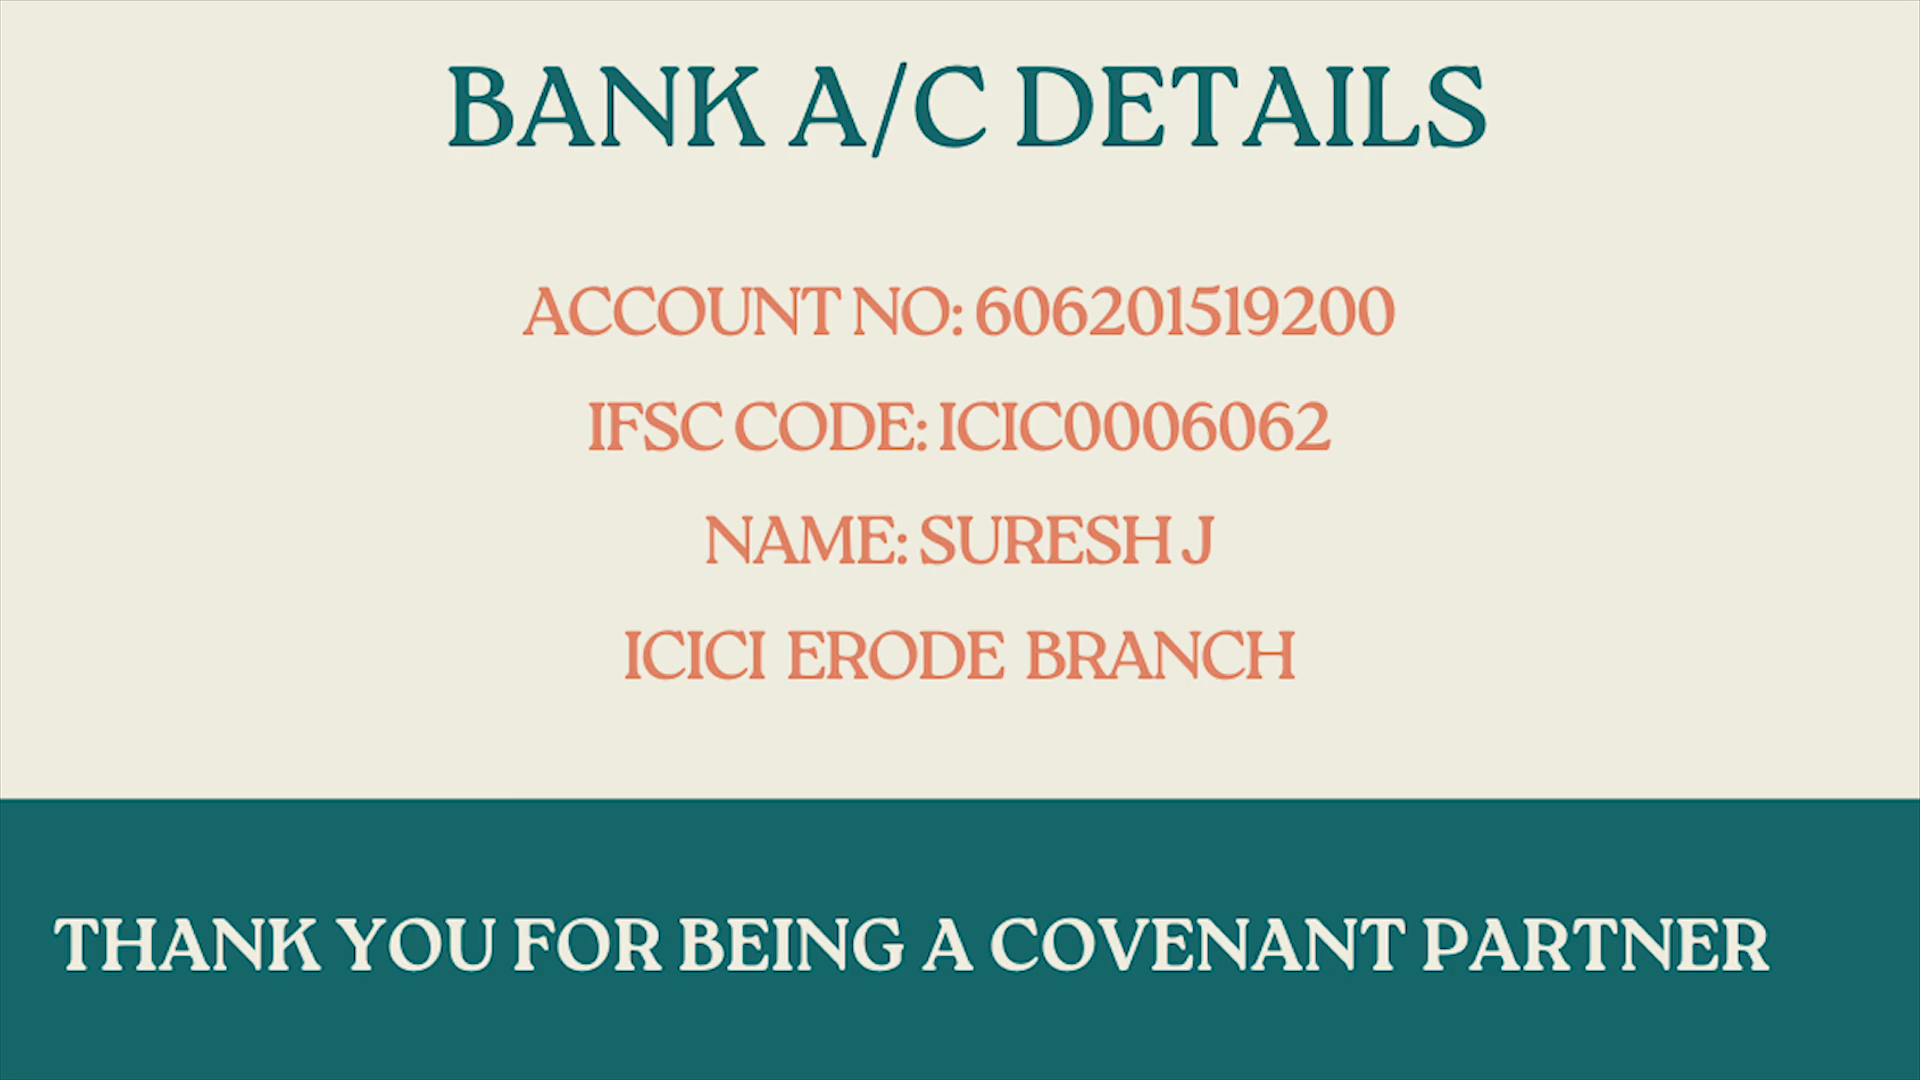 BANK A/C DETAILS
ACCOUNT NO: 606201519200
IFSC CODE: ICIC0006062
NAME: SURESH J
ICICI ERODE BRANCH
THANK YOU FOR BEING A COVENANT PARTNER